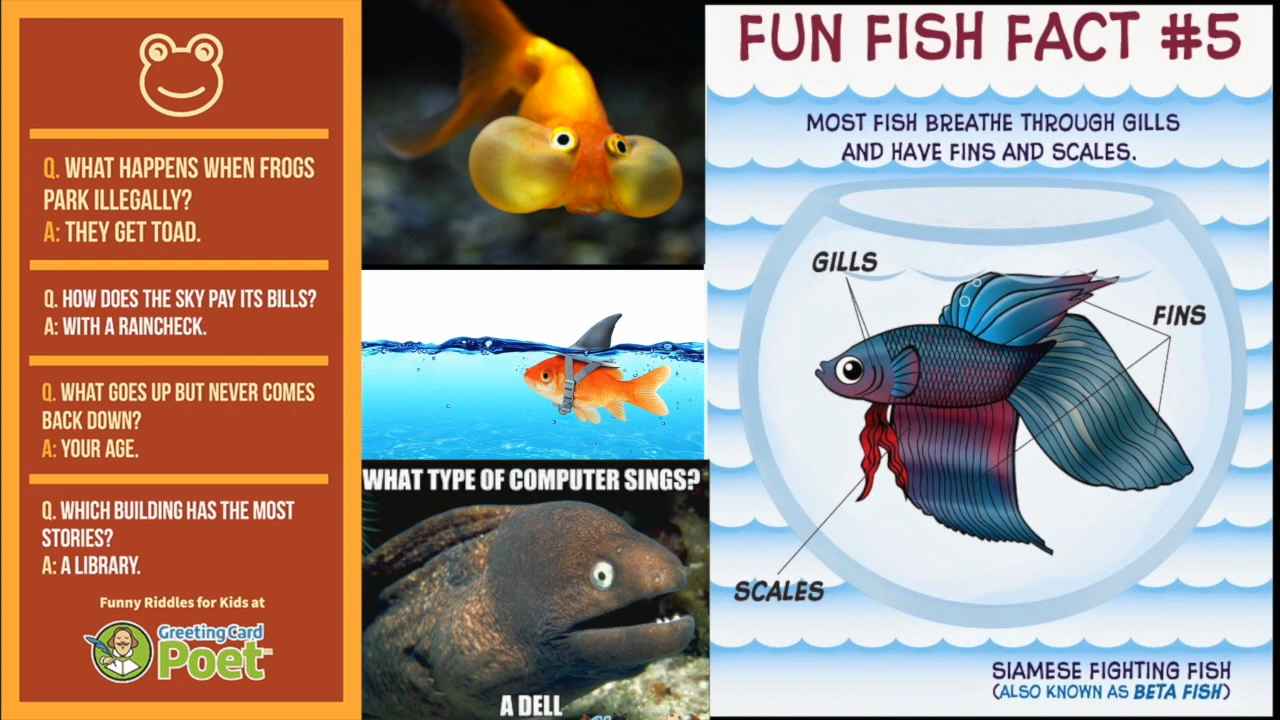 Q. WHAT HAPPENS WHEN FROGS
PARK ILLEGALLY?
A: THEY GET TOAD.
Q. HOW DOES THE SKY PAY ITS BILLS?
A: WITH A RAINCHECK.
Q. WHAT GOES UP BUT NEVER COMES
BACK DOWN?
A: YOUR AGE.
Q. WHICH BUILDING HAS THE MOST
STORIES?
A: A LIBRARY.
Funny Riddles for Kids at
Greeting Card
Poet
WHAT TYPE OF COMPUTER SINGS?
A DELL
FUN FISH FACT #5
MOST FISH BREATHE THROUGH GILLS
AND HAVE FINS AND SCALES.
GILLS
FINS
SCALES
SIAMESE FIGHTING FISH
(ALSO KNOWN AS BETA FISH)